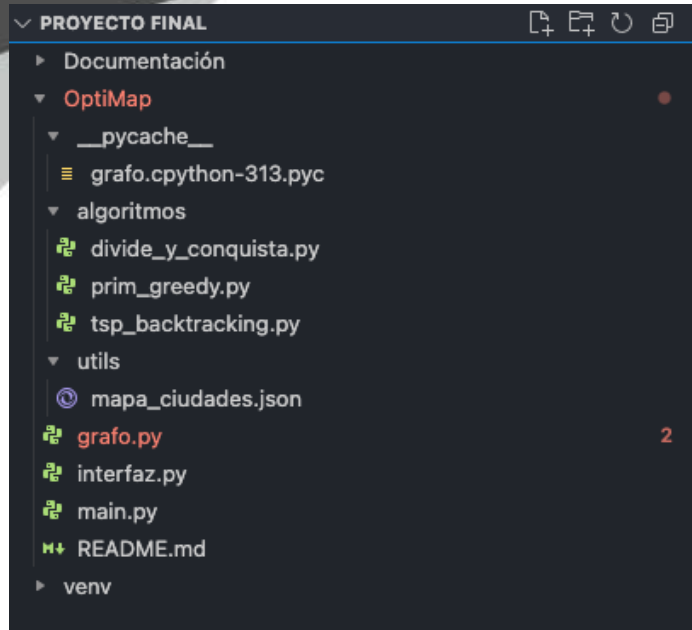 PROYECTO FINAL
Documentación
OptiMap
__pycache__
grafo.cpython-313.pyc
algoritmos
divide_y_conquista.py
prim_greedy.py
tsp_backtracking.py
utils
mapa_ciudades.json
grafo.py 2
interfaz.py
main.py
README.md
venv